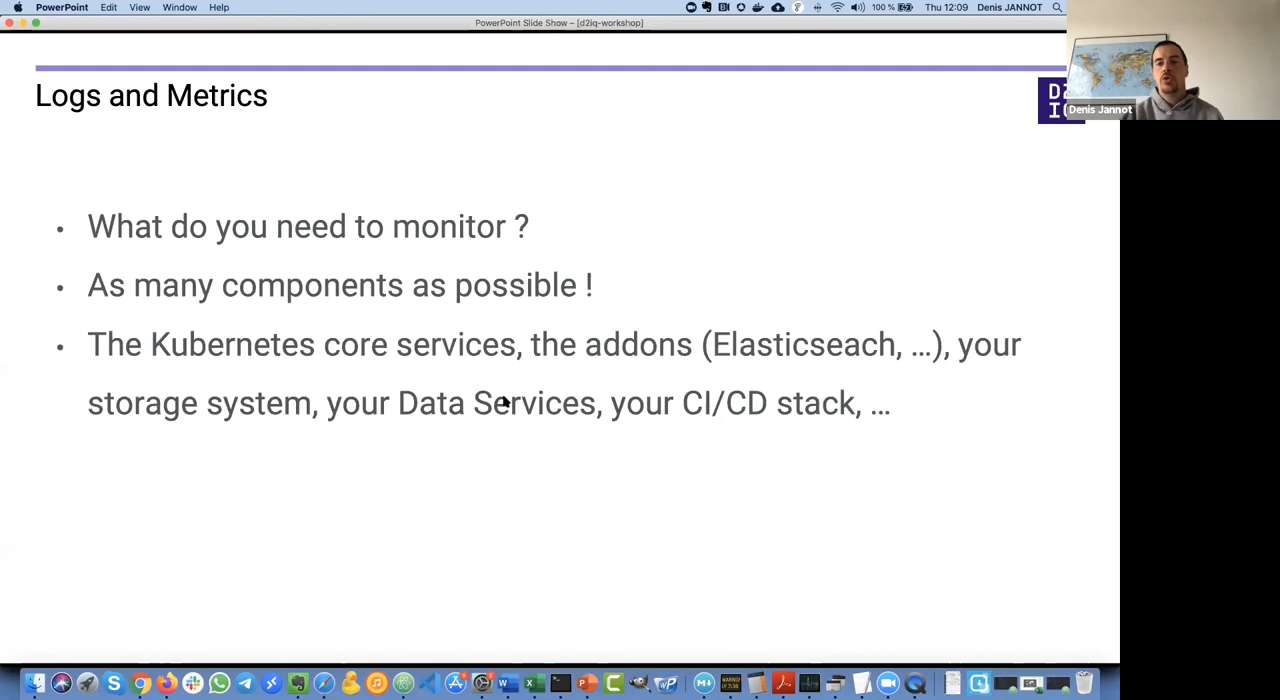 PowerPoint Edit View Window Help 100 % Thu 12:09 Denis JANNOT
PowerPoint Slide Show – [d2iq-workshop]
Logs and Metrics
Denis Jannot
• What do you need to monitor ?
• As many components as possible !
• The Kubernetes core services, the addons (Elasticseach, ...), your
storage system, your Data Services, your CI/CD stack, ...